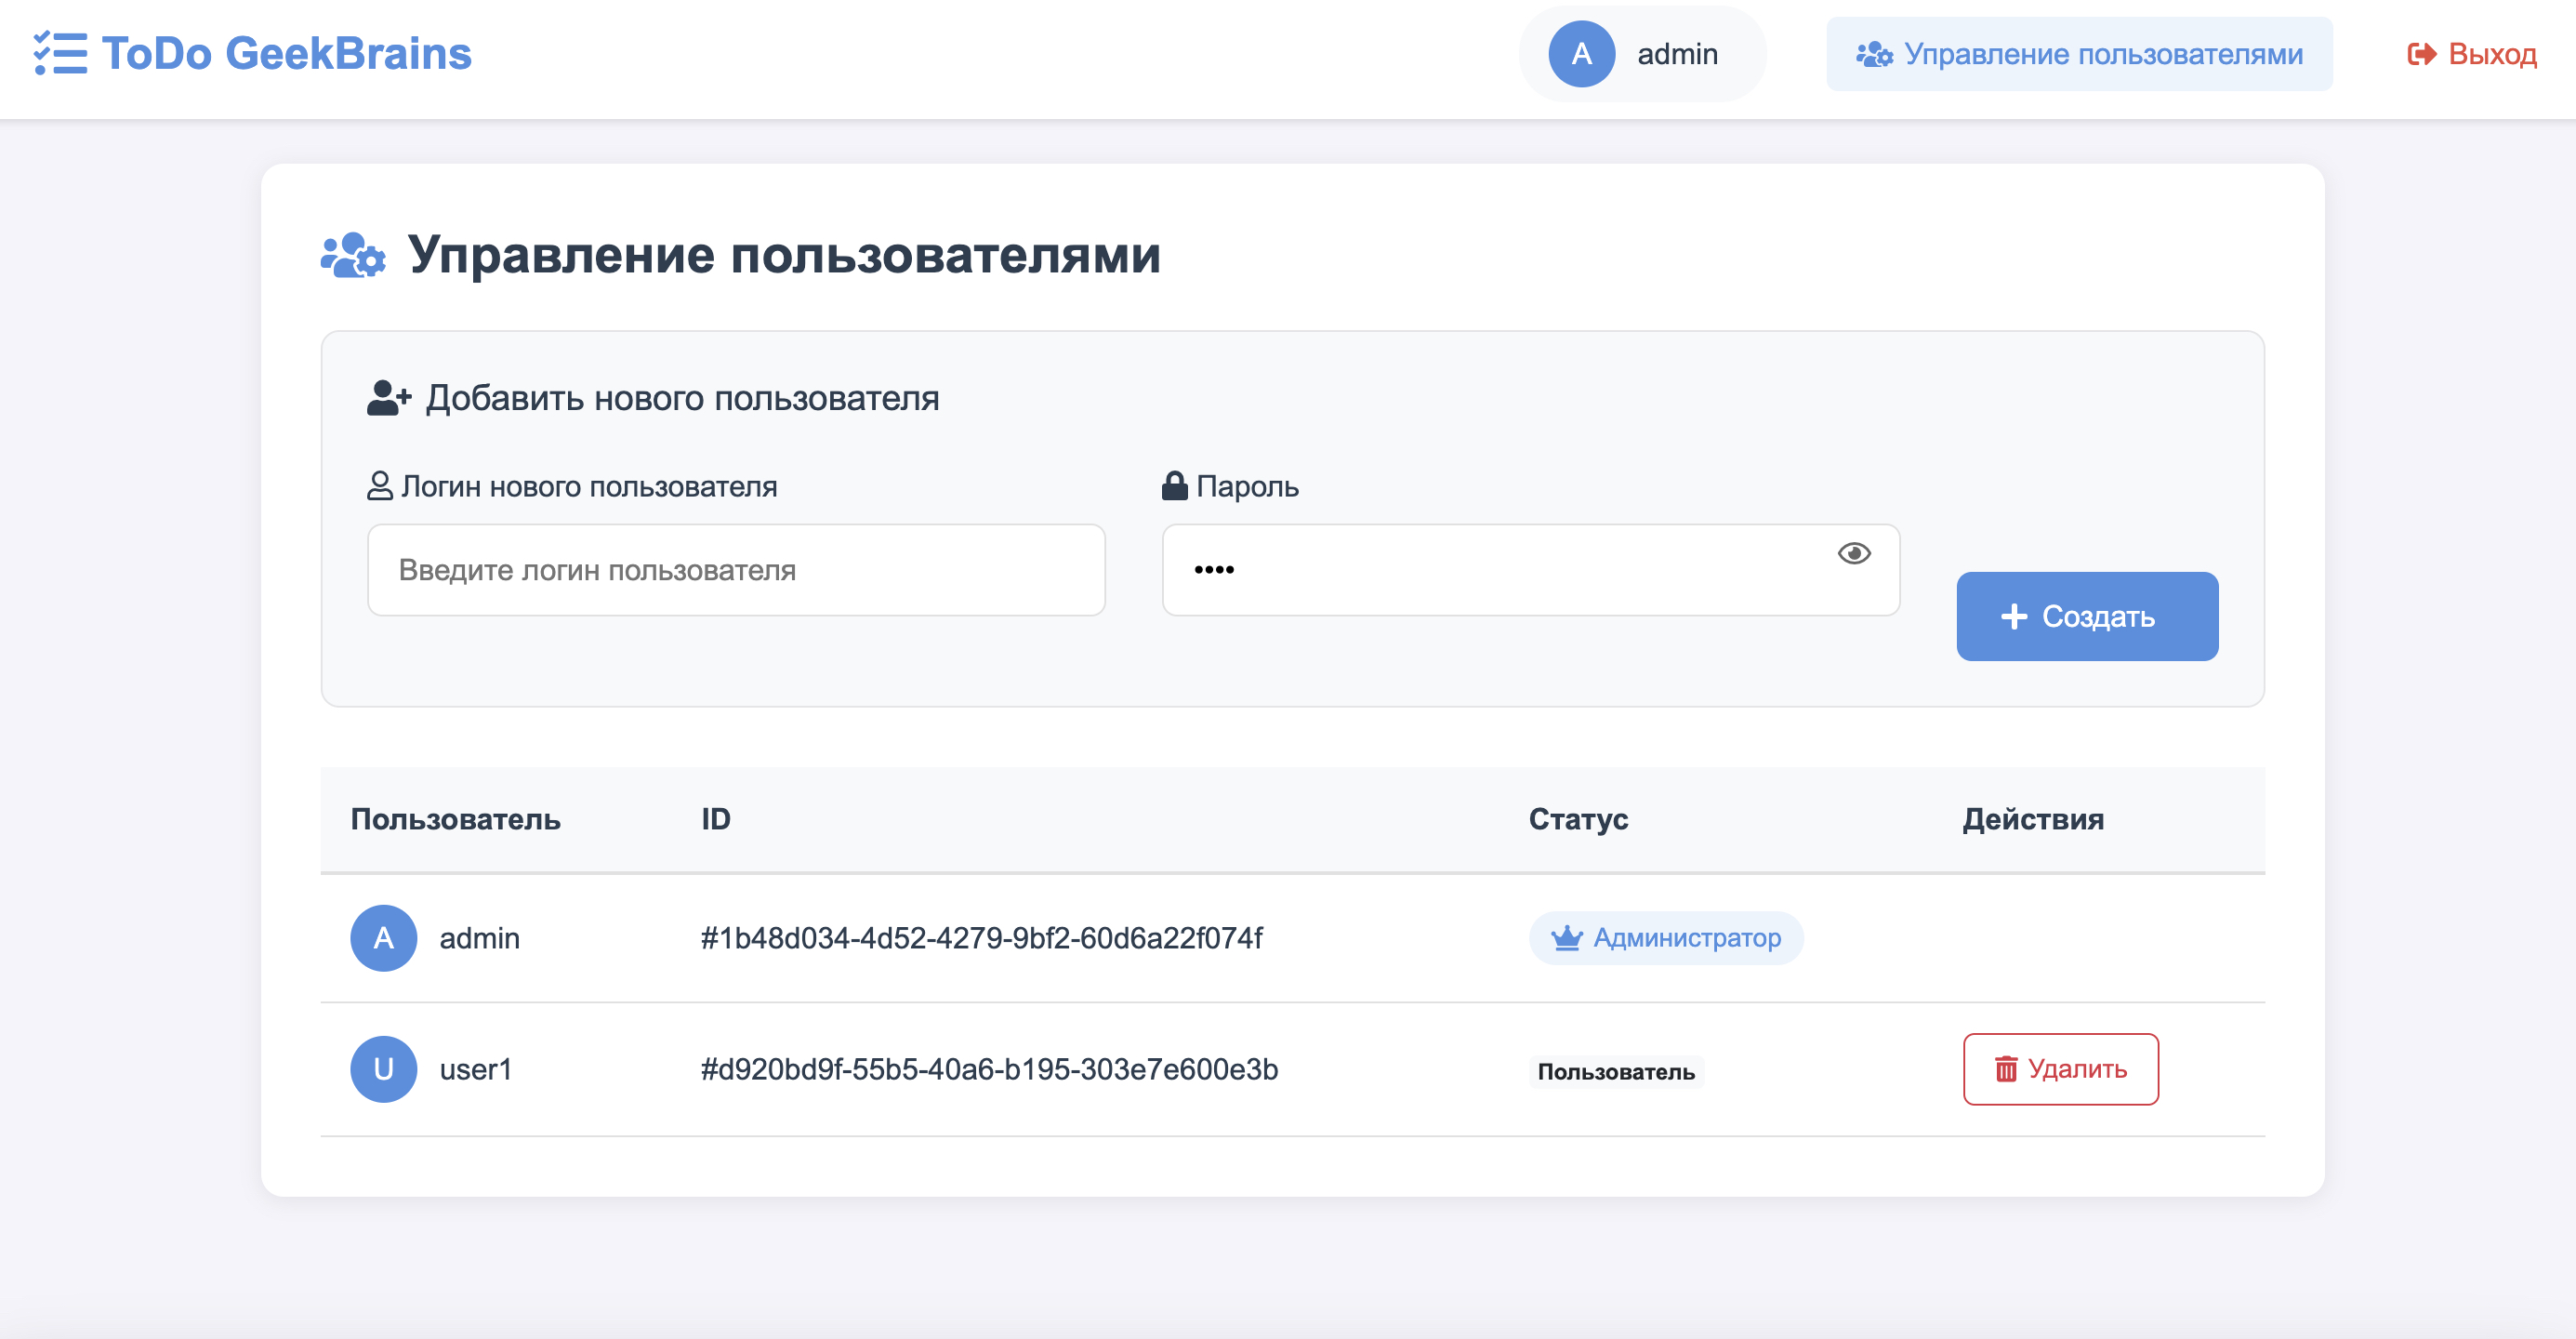 ToDo GeekBrains
A admin
Управление пользователями
Выход
Управление пользователями
Добавить нового пользователя
Логин нового пользователя Пароль
Введите логин пользователя ••••
Создать
Пользователь ID Статус Действия
A admin #1b48d034-4d52-4279-9bf2-60d6a22f074f Администратор
U user1 #d920bd9f-55b5-40a6-b195-303e7e600e3b Пользователь Удалить